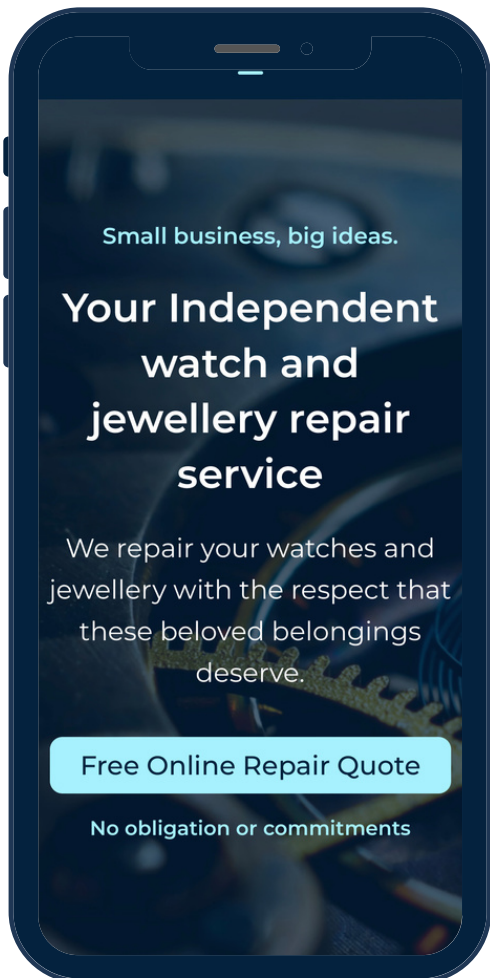 Small business, big ideas.
Your Independent
watch and
jewellery repair
service
We repair your watches and
jewellery with the respect that
these beloved belongings
deserve.
Free Online Repair Quote
No obligation or commitments